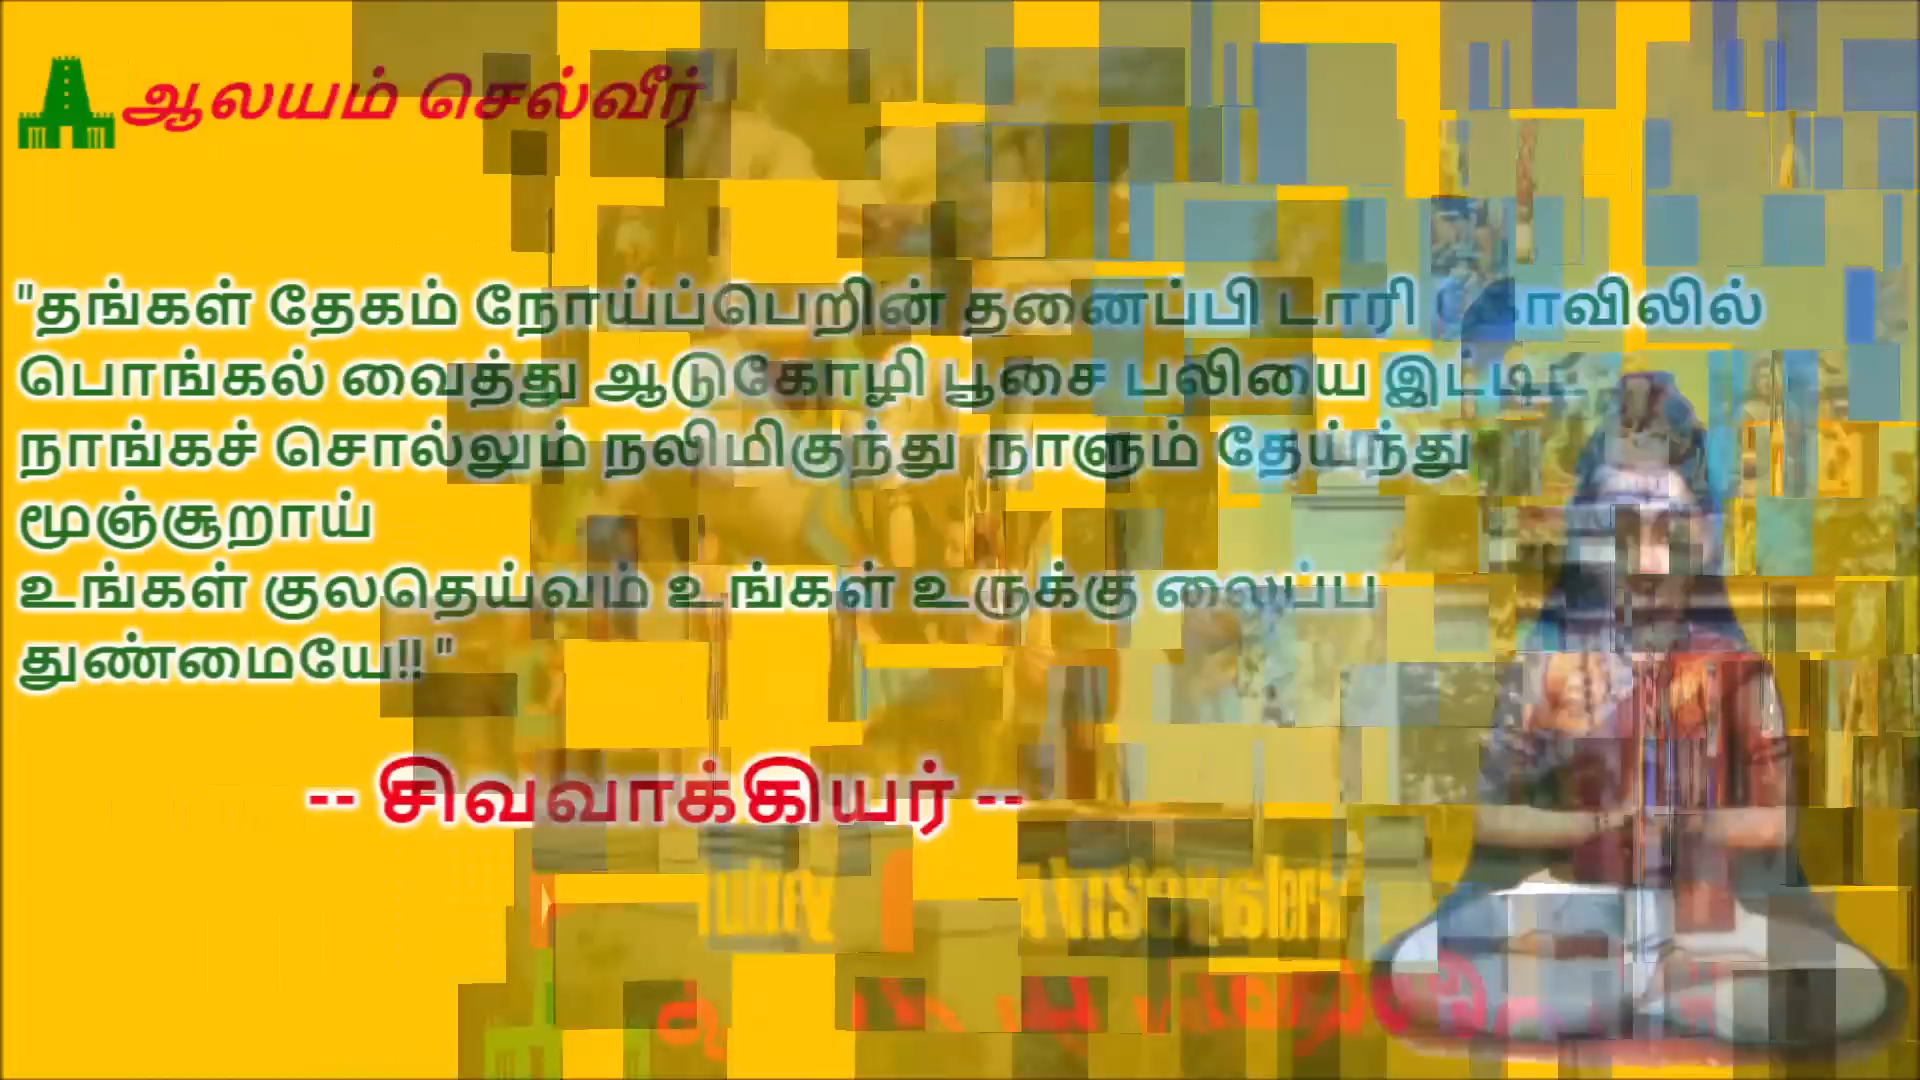 ஆலயம் செல்வீர்
"தங்கள் தேகம் நோய்ப்பெறின் தனைப்பி டாரி கோவிலில்
பொங்கல் வைத்து ஆடுகோழி பூசை பலியை இட்டிட
நாங்கச் சொல்லும் நலிமிகுந்து நாளும் தேய்ந்து
மூஞ்சூறாய்
உங்கள் குலதெய்வம் உங்கள் உருக்கு லைப்ப
துண்மையே!! "
-- சிவவாக்கியர் --